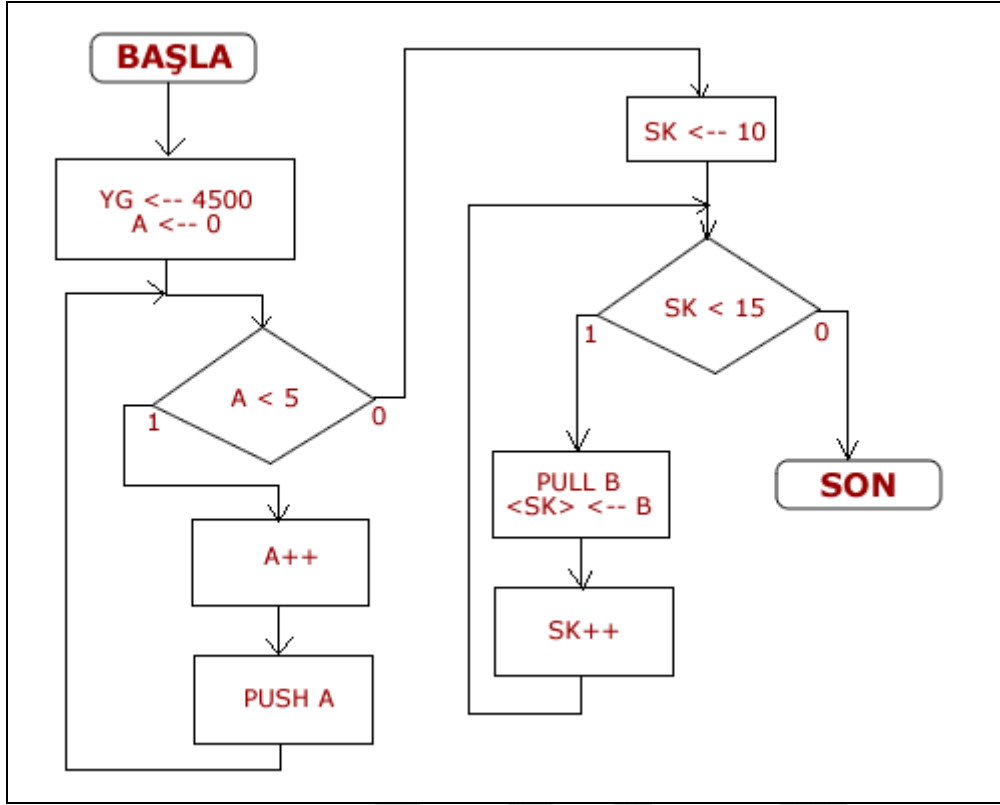 BAŞLA
YG <-- 4500
A <-- 0
A < 5
1
0
A++
PUSH A
SK <-- 10
SK < 15
1
0
PULL B
<SK> <-- B
SK++
SON